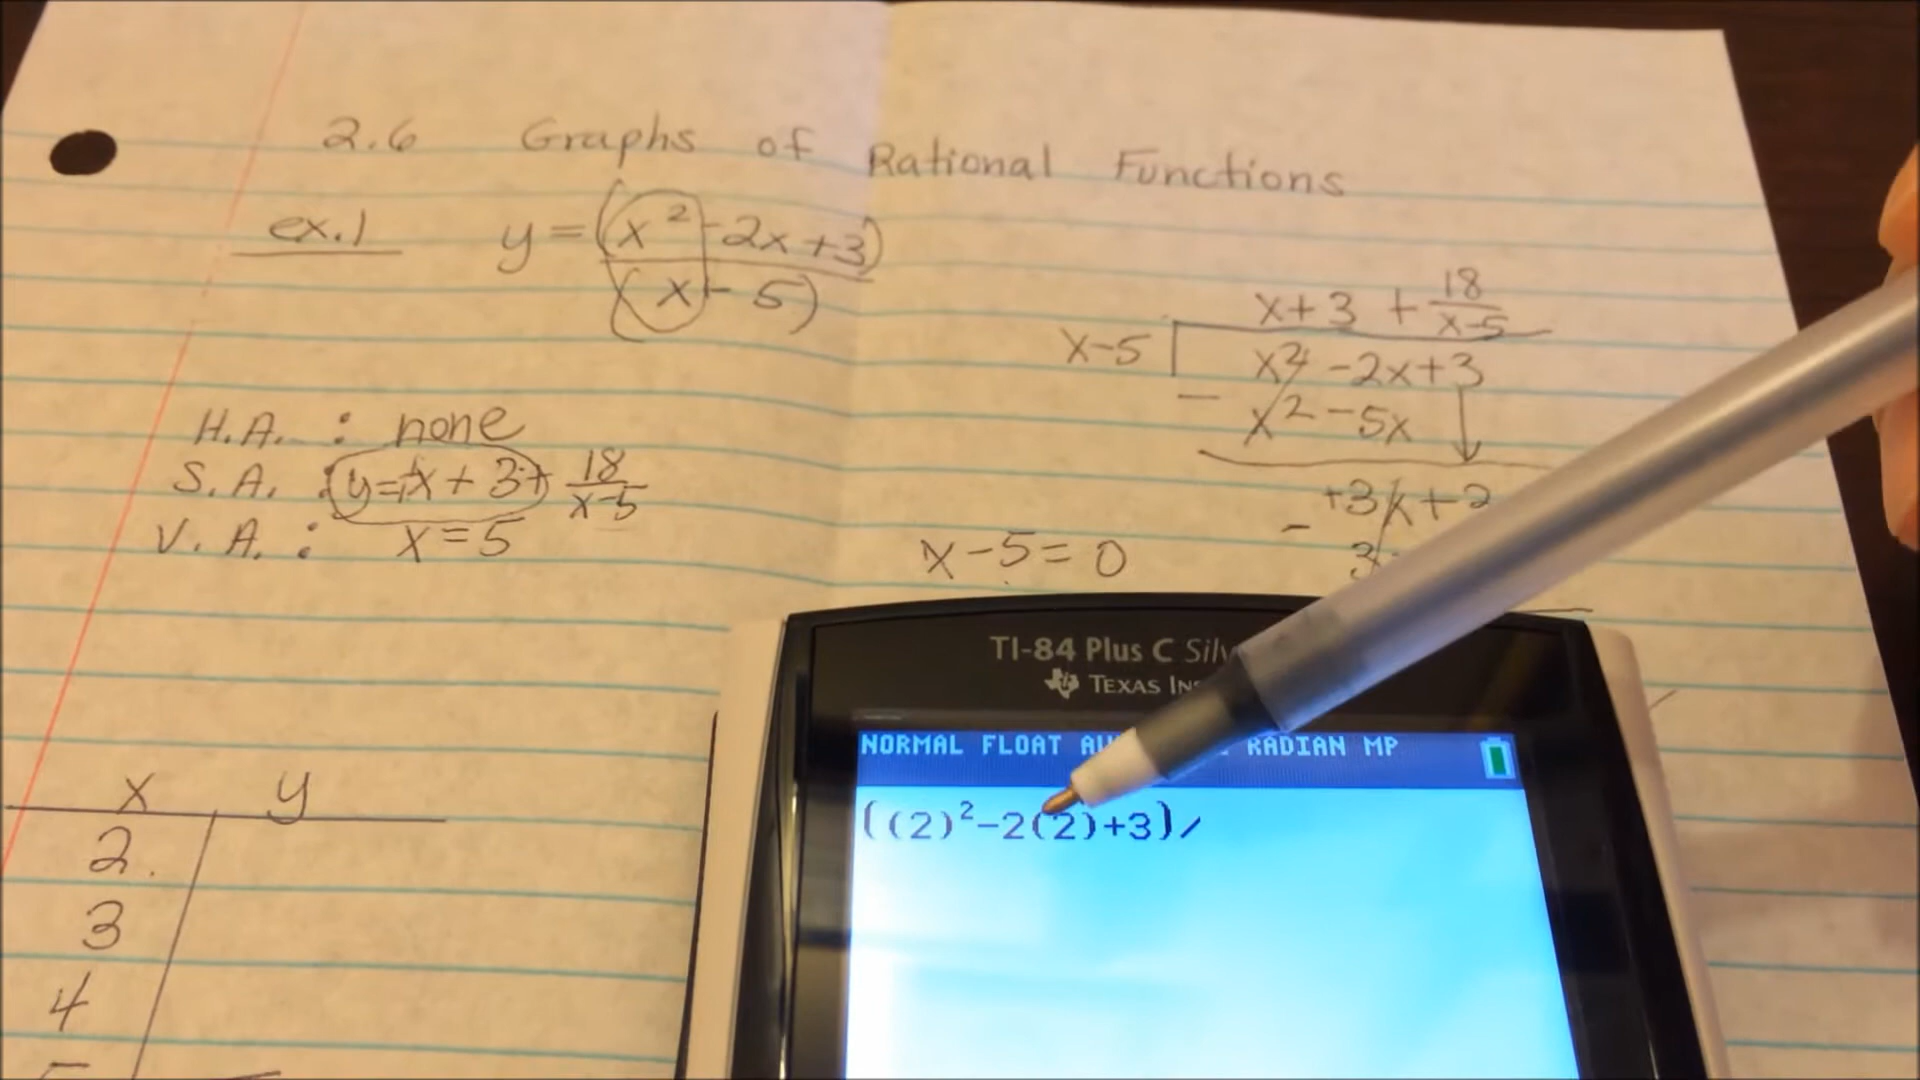 2.6 Graphs of Rational Functions
ex.1 y = (x² - 2x + 3)
(x - 5)
x + 3 + 18
x-5
x-5 x² - 2x + 3
- x² - 5x
+3x + 
- 3
H.A. : none
S.A. : y = 1x + 3 + 18
x-5
V.A. : x = 5
x - 5 = 0
x y
2
3
4
TI-84 Plus C
TEXAS
NORMAL FLOAT RADIAN MP
((2)²-2(2)+3)/